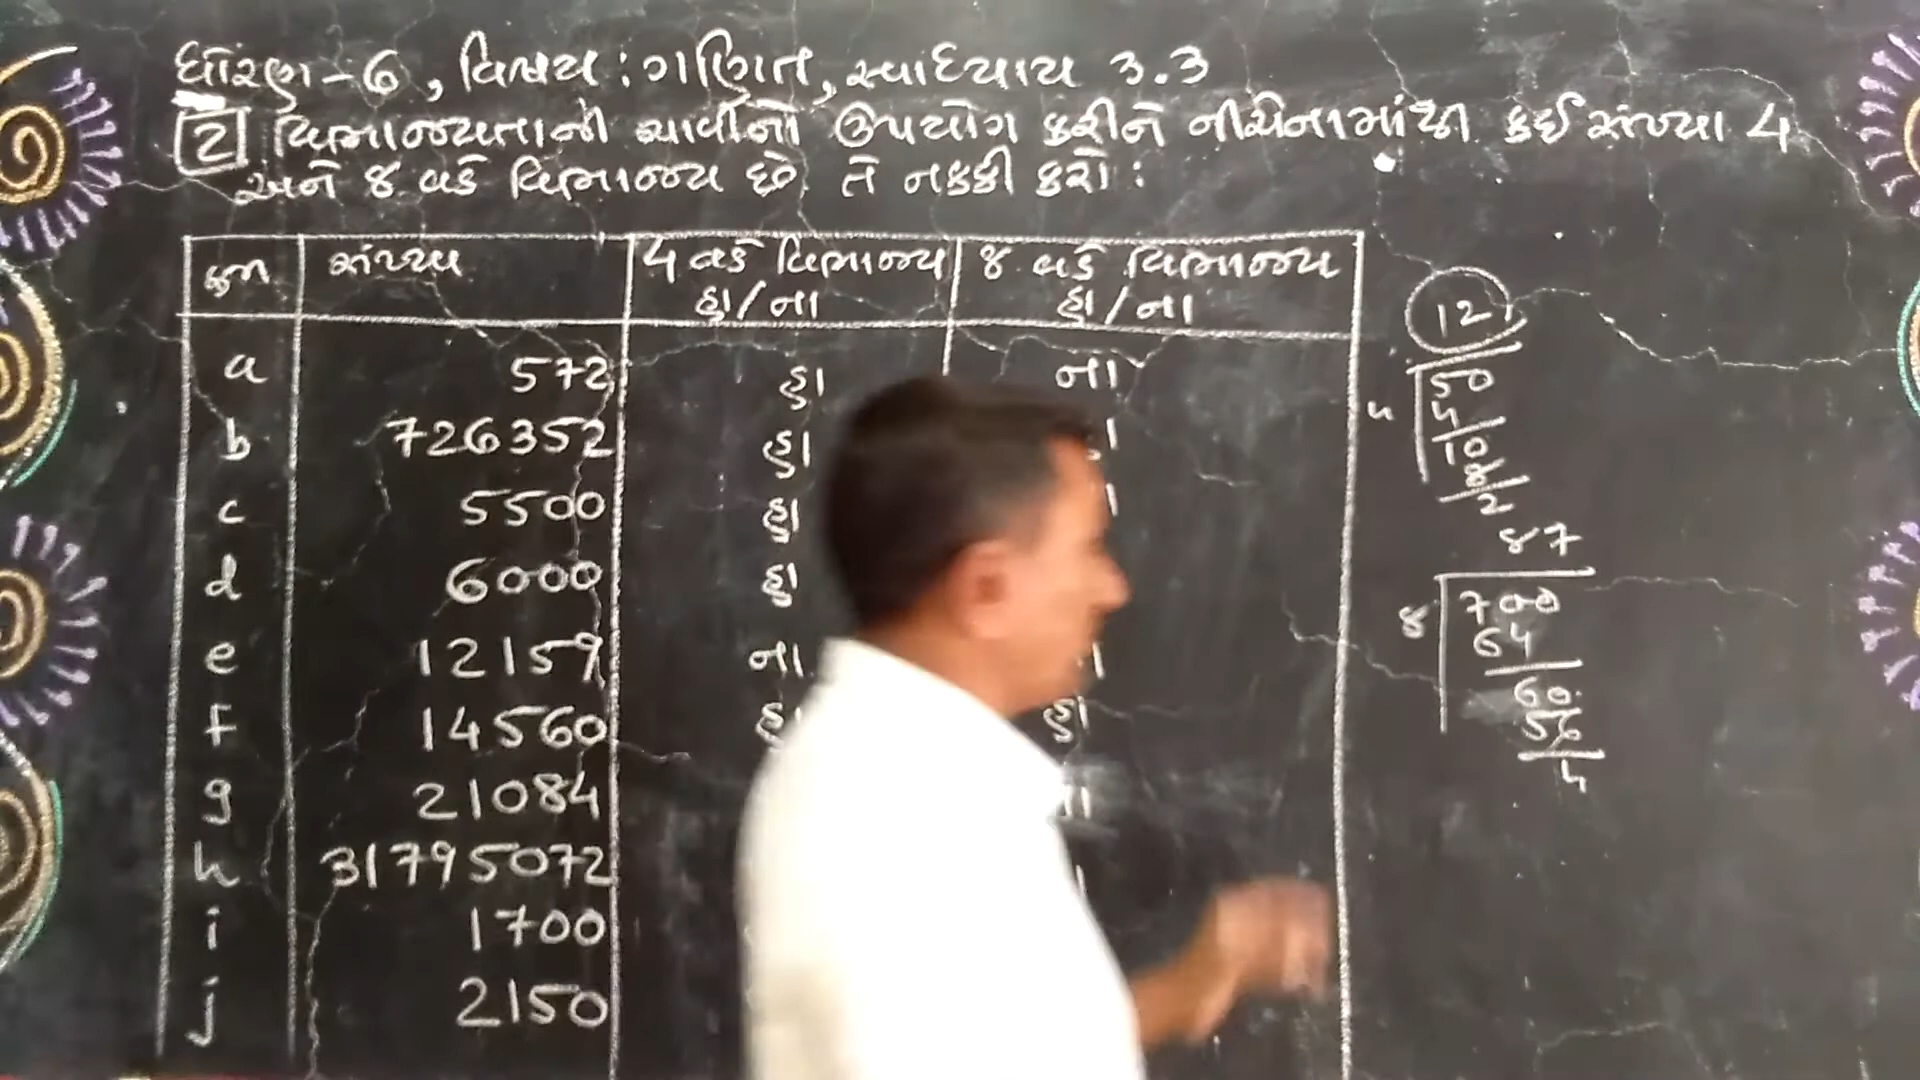 ધોરણ-6, વિષય : ગણિત, સ્વાધ્યાય 3.3
2 વિભાજ્યતાની ચાવીનો ઉપયોગ કરીને નીચેનામાંથી કઈ સંખ્યા 4
અને 8 વડે વિભાજ્ય છે તે નક્કી કરો :
ક્રમ સંખ્યા 4 વડે વિભાજ્ય હા/ના 8 વડે વિભાજ્ય હા/ના
a 572 હા ના
b 726352 હા
c 5500 હા
d 6000 હા
e 12159 ના
f 14560 હા હા
g 21084
h 31795072
i 1700
j 2150
12
4 50
4
10
8
2
87
8 700
64
60
56
4